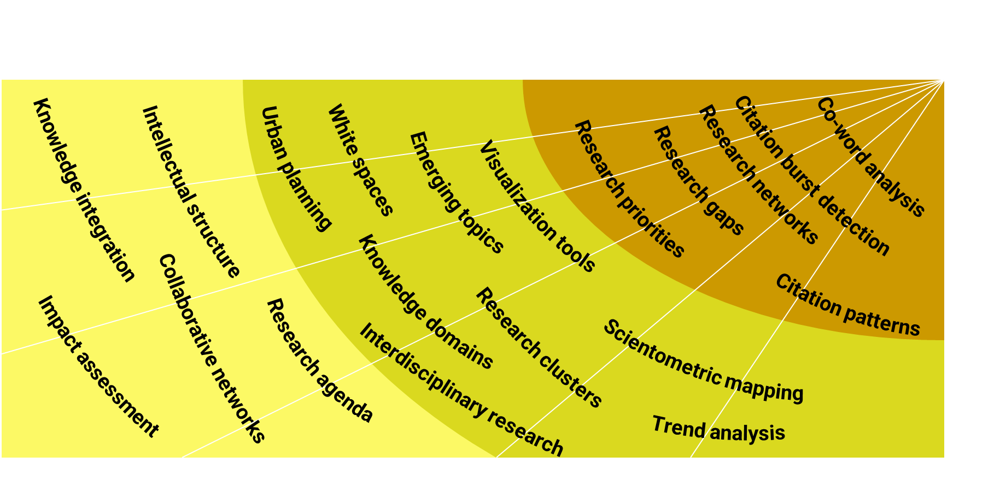 Knowledge integration
Intellectual structure
Urban planning
White spaces
Emerging topics
Visualization tools
Research priorities
Research gaps
Research networks
Citation burst detection
Co-word analysis
Impact assessment
Collaborative networks
Research agenda
Knowledge domains
Interdisciplinary research
Research clusters
Scientometric mapping
Citation patterns
Trend analysis